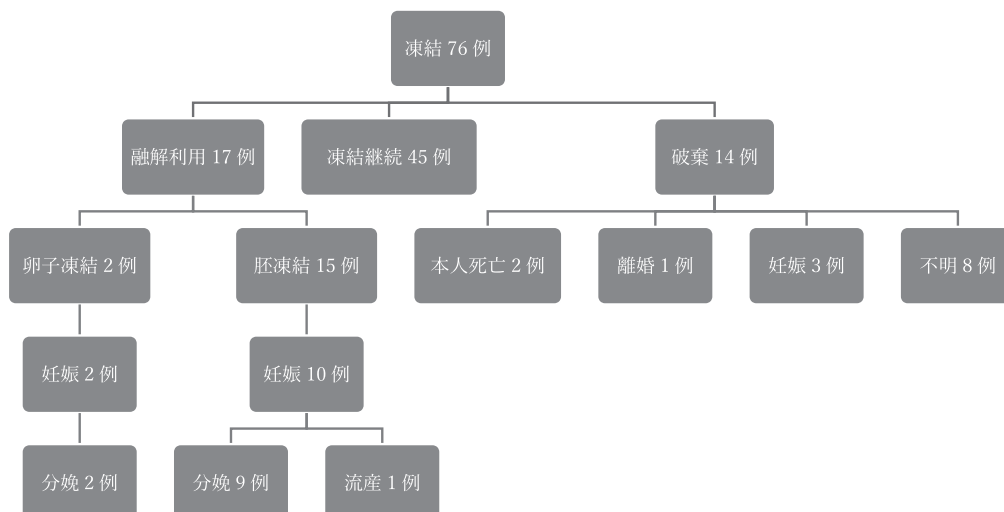 凍結 76 例
融解利用 17 例
凍結継続 45 例
破棄 14 例
卵子凍結 2 例
胚凍結 15 例
本人死亡 2 例
離婚 1 例
妊娠 3 例
不明 8 例
妊娠 2 例
妊娠 10 例
分娩 2 例
分娩 9 例
流産 1 例